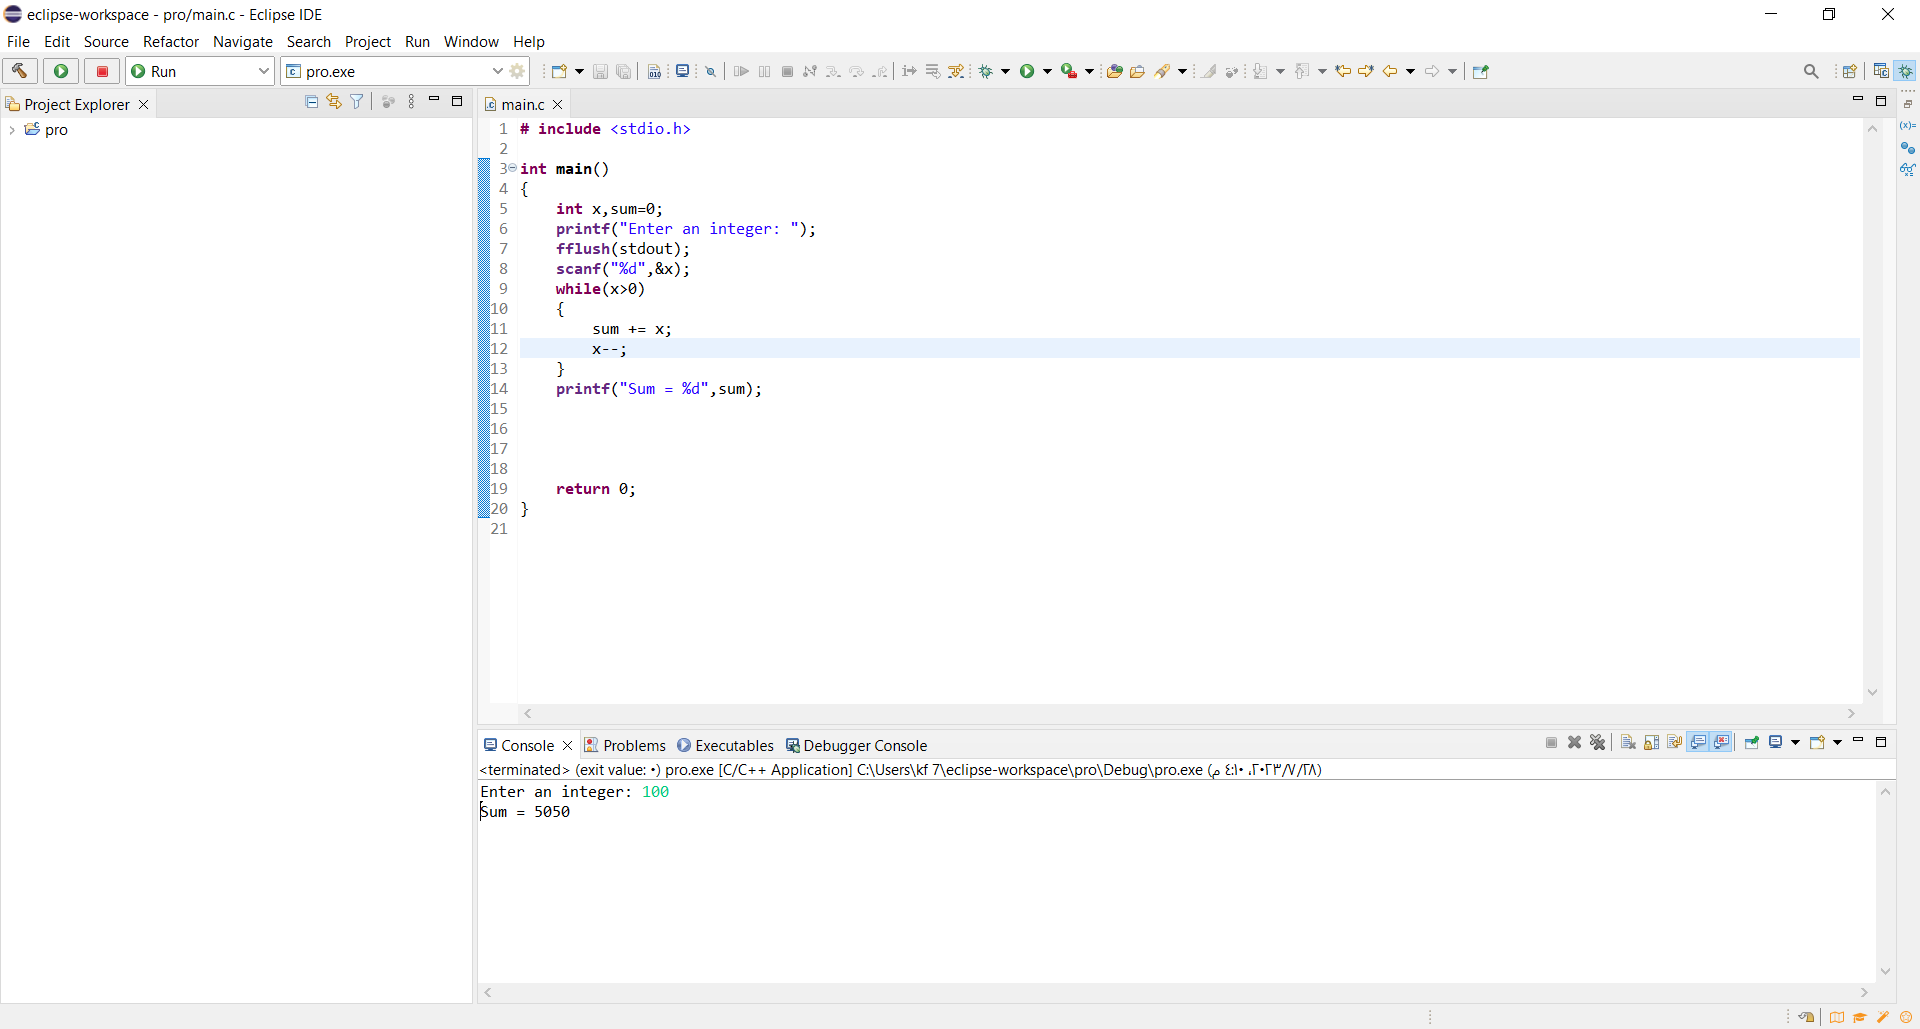 eclipse-workspace - pro/main.c - Eclipse IDE
File Edit Source Refactor Navigate Search Project Run Window Help
Run
pro.exe
Project Explorer
pro
main.c
1 # include <stdio.h>
2
3 int main()
4 {
5 int x,sum=0;
6 printf("Enter an integer: ");
7 fflush(stdout);
8 scanf("%d",&x);
9 while(x>0)
10 {
11 sum += x;
12 x--;
13 }
14 printf("Sum = %d",sum);
15
16
17
18
19 return 0;
20 }
21
Console Problems Executables Debugger Console
<terminated> (exit value: ٠) pro.exe [C/C++ Application] C:\Users\kf 7\eclipse-workspace\pro\Debug\pro.exe (٢٨‏/٧‏/٢٠٢٣، ٤:١٠ م)
Enter an integer: 100
Sum = 5050